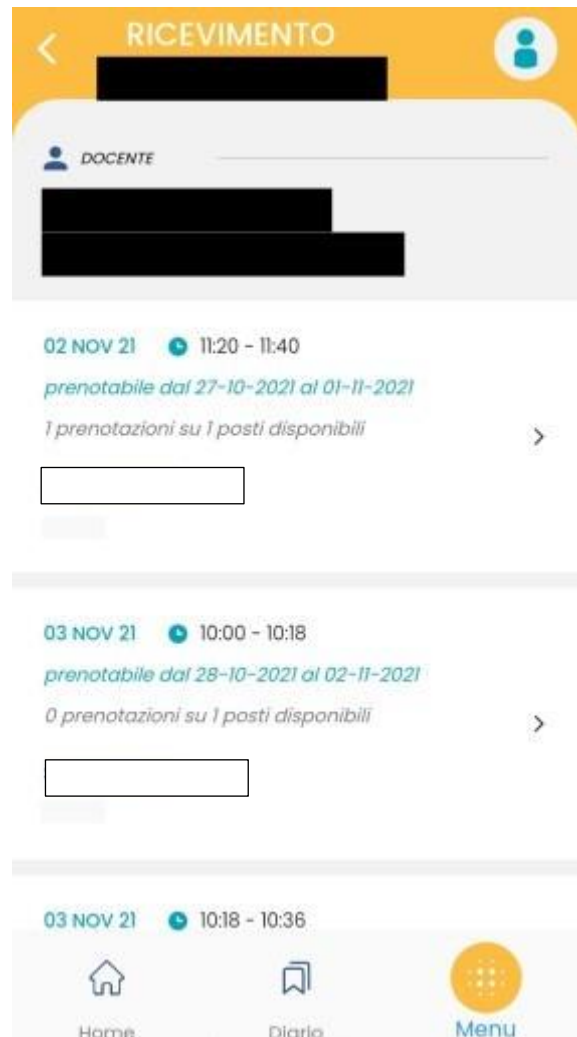 RICEVIMENTO
DOCENTE
02 NOV 21 11:20 - 11:40
prenotabile dal 27-10-2021 al 01-11-2021
1 prenotazioni su 1 posti disponibili
03 NOV 21 10:00 - 10:18
prenotabile dal 28-10-2021 al 02-11-2021
0 prenotazioni su 1 posti disponibili
03 NOV 21 10:18 - 10:36
Home Diario Menu